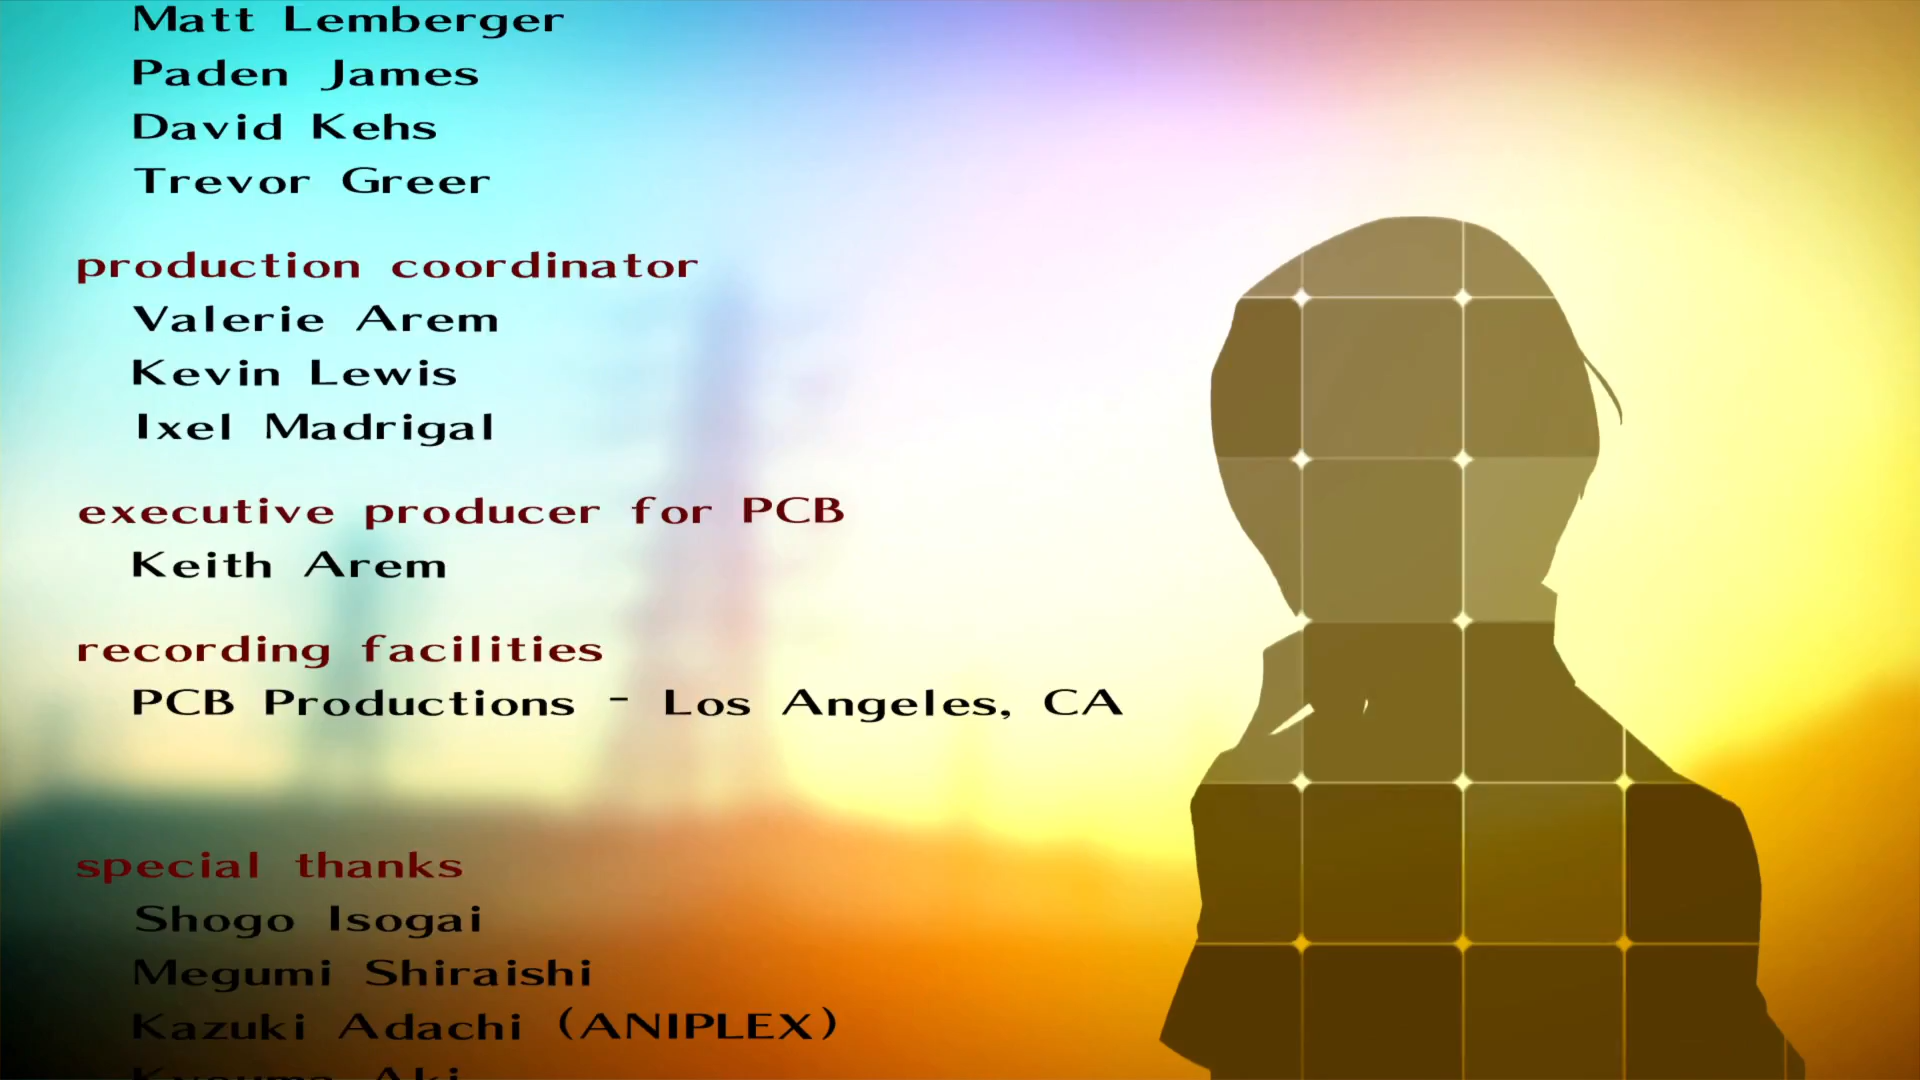 Matt Lemberger
Paden James
David Kehs
Trevor Greer
production coordinator
Valerie Arem
Kevin Lewis
Ixel Madrigal
executive producer for PCB
Keith Arem
recording facilities
PCB Productions - Los Angeles, CA
special thanks
Shogo Isogai
Megumi Shiraishi
Kazuki Adachi (ANIPLEX)
Kyouma Aki